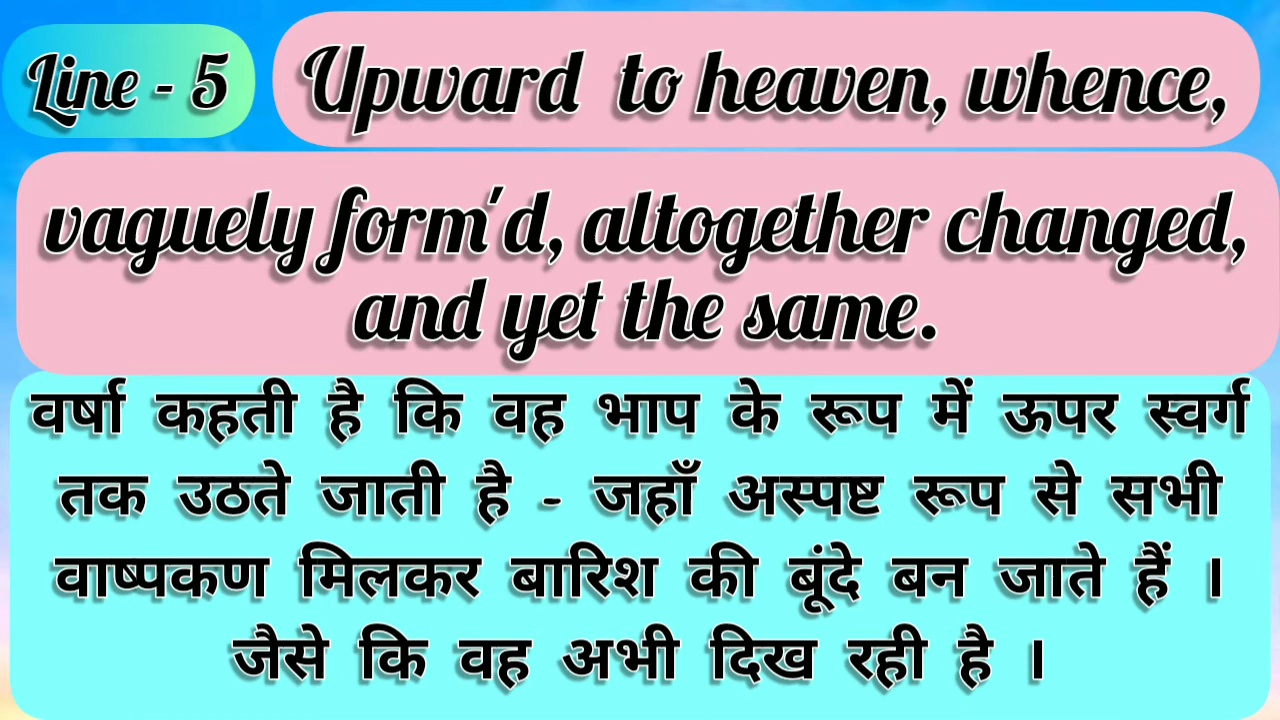 Line - 5
Upward to heaven, whence,
vaguely form'd, altogether changed,
and yet the same.
वर्षा कहती है कि वह भाप के रूप में ऊपर स्वर्ग
तक उठते जाती है - जहाँ अस्पष्ट रूप से सभी
वाष्पकण मिलकर बारिश की बूंदे बन जाते हैं ।
जैसे कि वह अभी दिख रही है ।